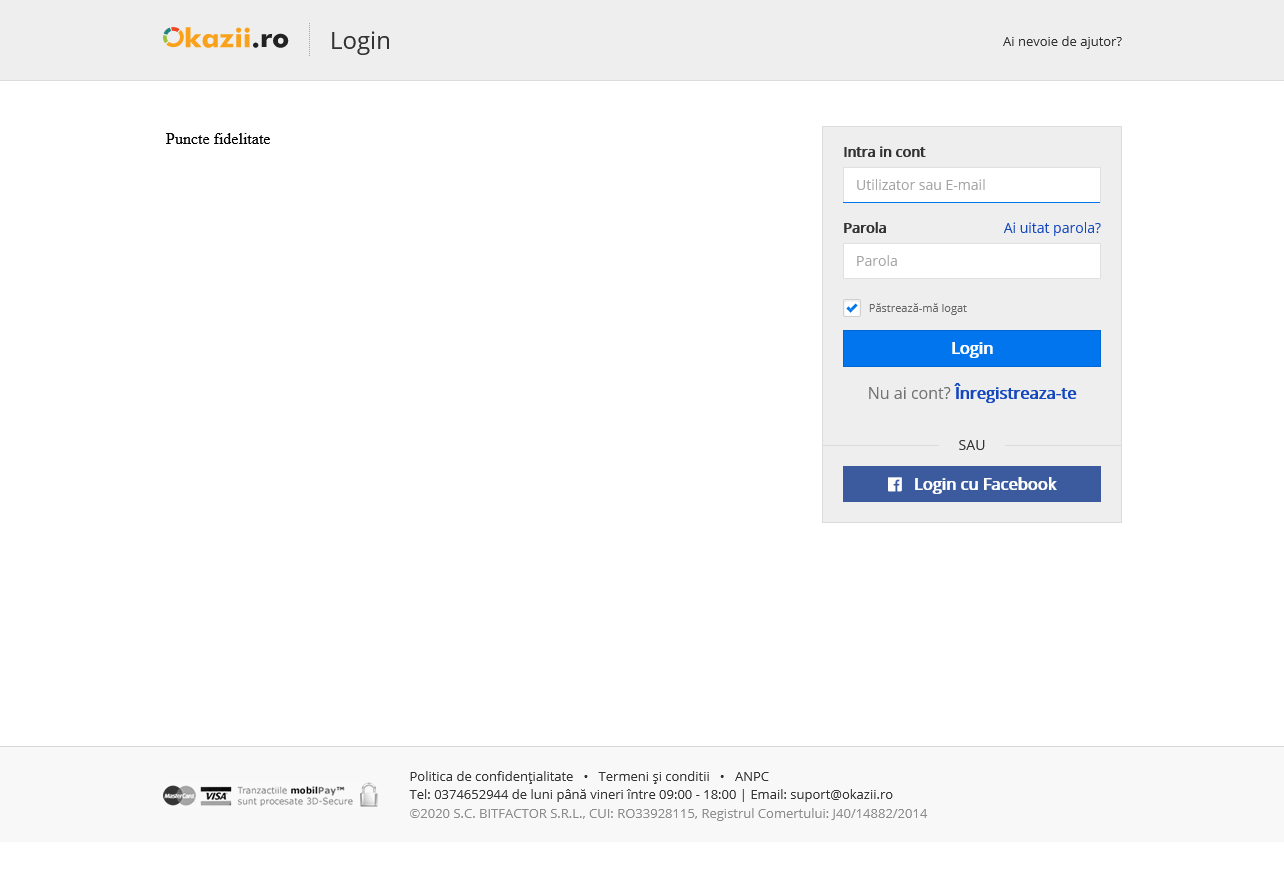 Okazii.ro
Login
Ai nevoie de ajutor?
Puncte fidelitate
Intra in cont
Utilizator sau E-mail
Parola
Ai uitat parola?
Parola
Păstrează-mă logat
Login
Nu ai cont? Înregistreaza-te
SAU
Login cu Facebook
MasterCard
VISA
Tranzactiile mobilPay™
sunt procesate 3D-Secure
Politica de confidențialitate • Termeni și conditii • ANPC
Tel: 0374652944 de luni până vineri între 09:00 - 18:00 | Email: suport@okazii.ro
©2020 S.C. BITFACTOR S.R.L., CUI: RO33928115, Registrul Comertului: J40/14882/2014